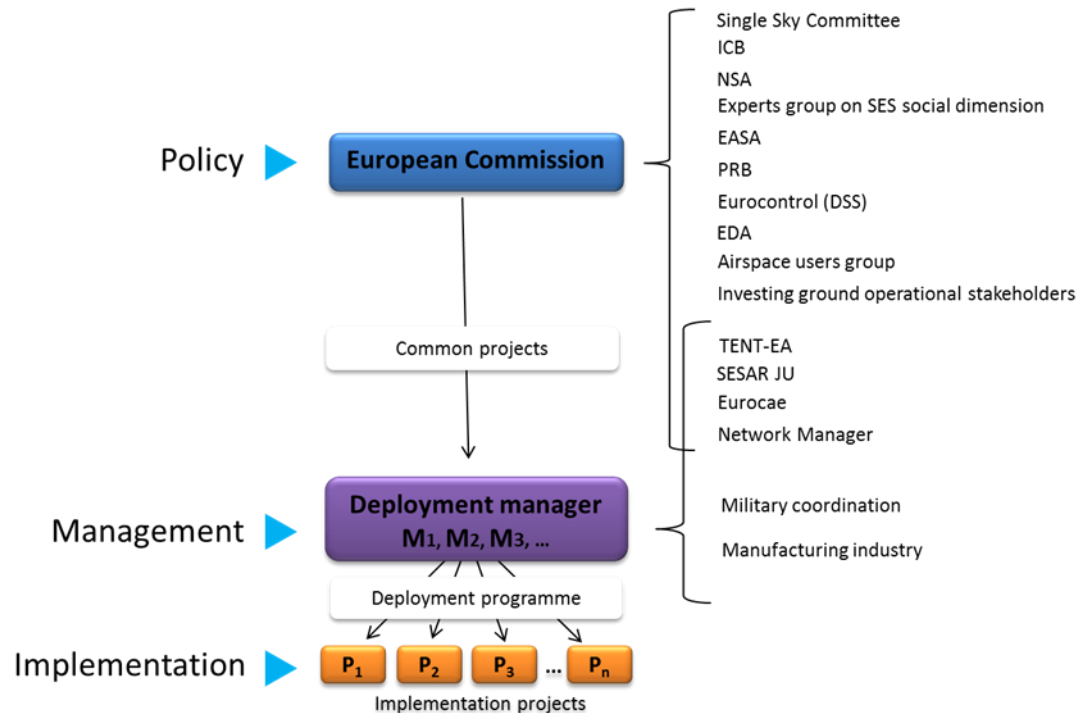 Single Sky Committee
ICB
NSA
Experts group on SES social dimension
EASA
PRB
Eurocontrol (DSS)
EDA
Airspace users group
Investing ground operational stakeholders
Policy
European Commission
Common projects
TENT-EA
SESAR JU
Eurocae
Network Manager
Management
Deployment manager
M1, M2, M3, ...
Military coordination
Manufacturing industry
Deployment programme
Implementation
P1 P2 P3 ... Pn
Implementation projects